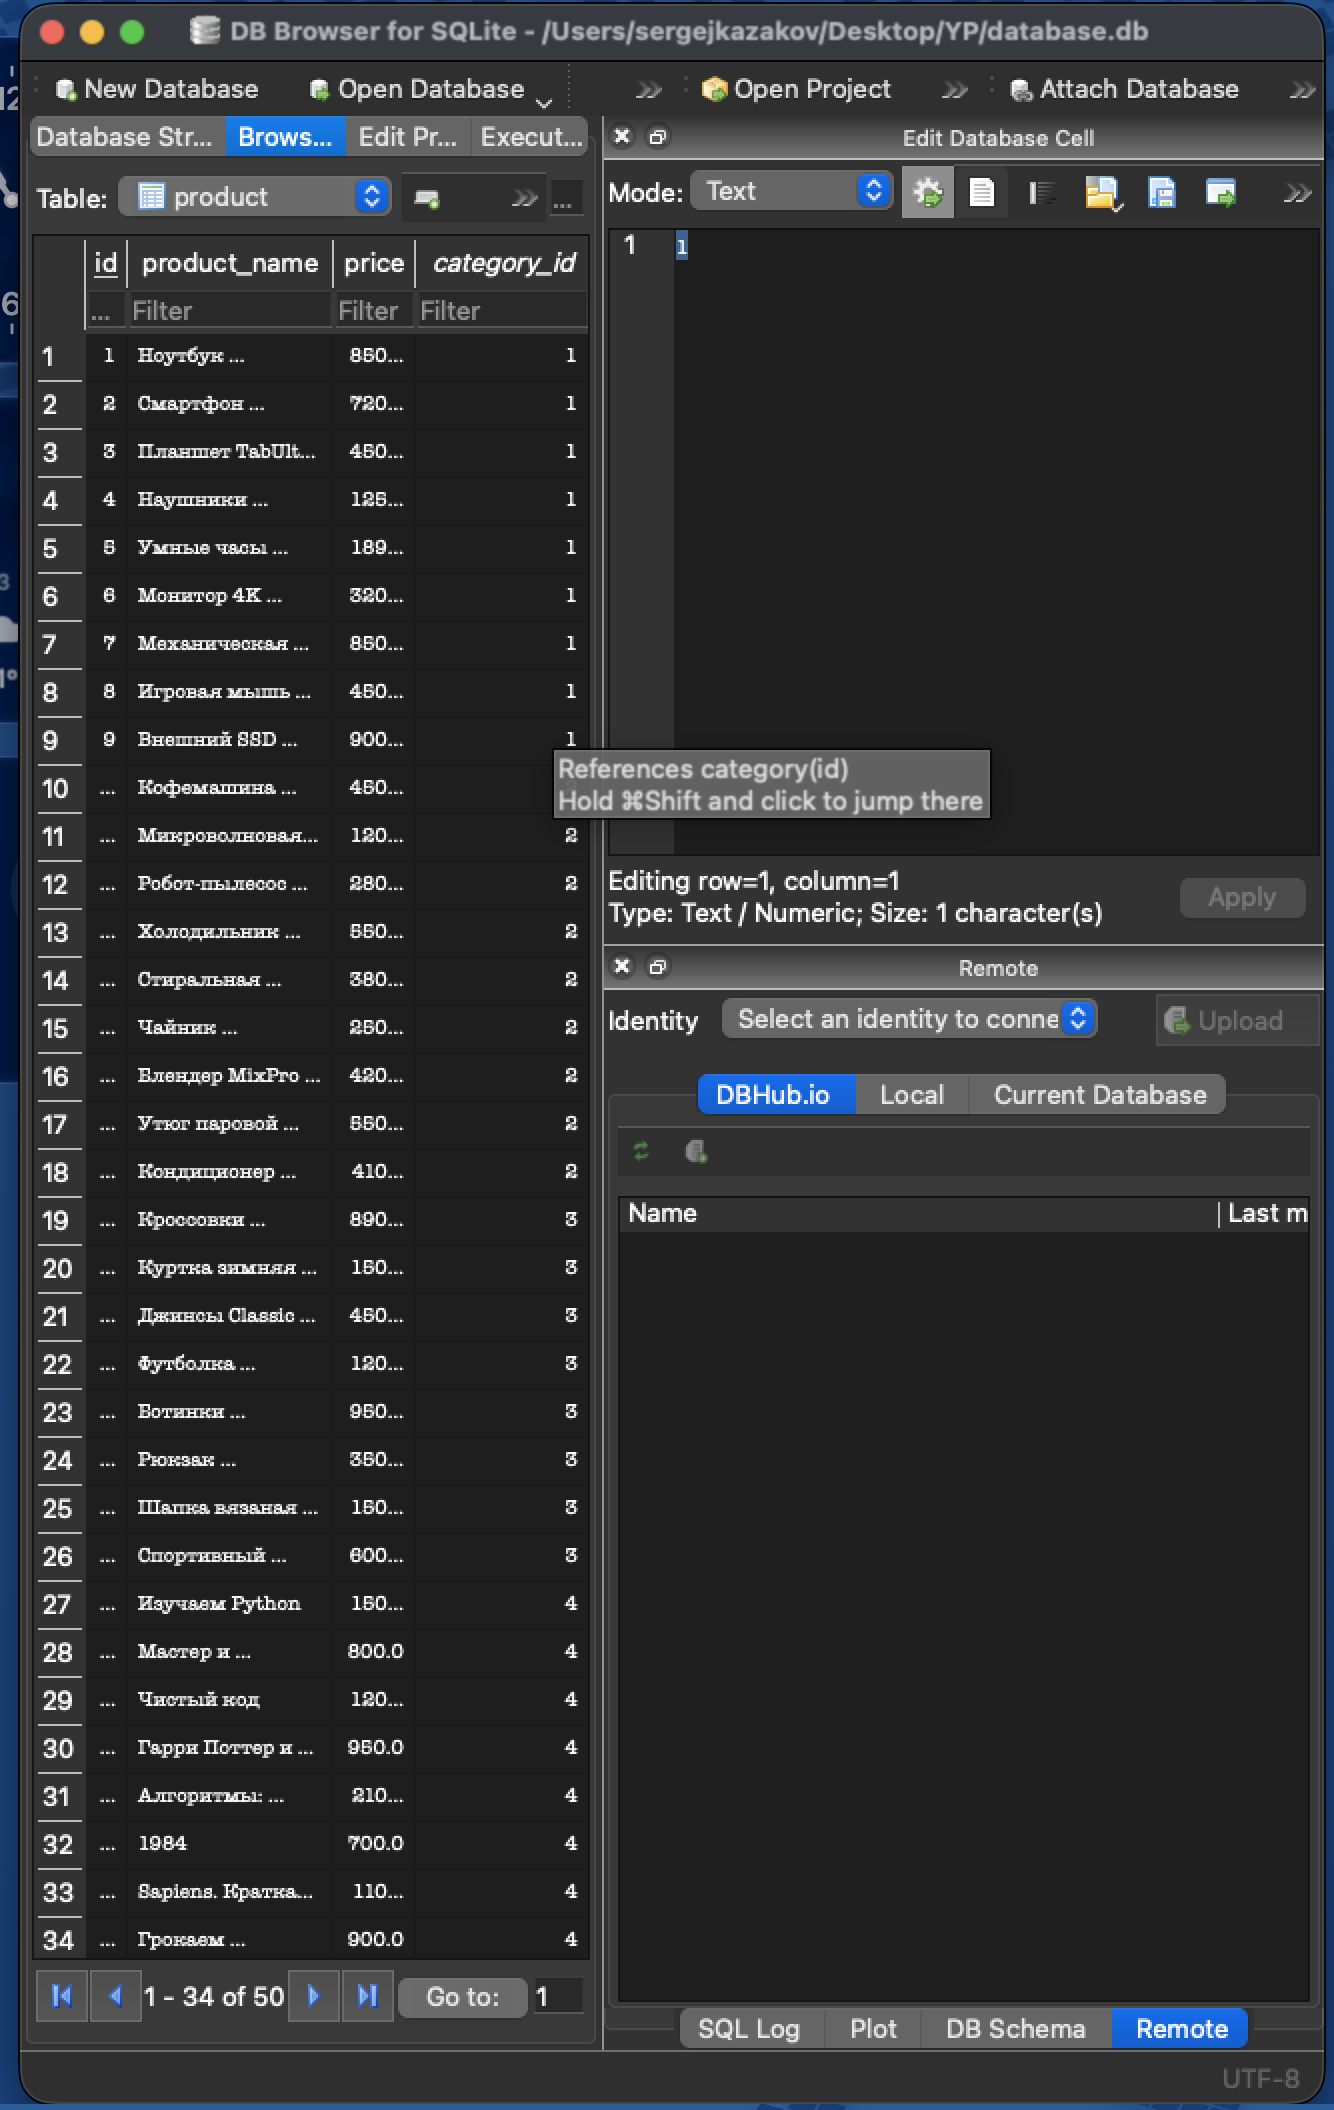 DB Browser for SQLite - /Users/sergejkazakov/Desktop/YP/database.db
New Database Open Database Open Project Attach Database
Database Str... Brows... Edit Pr... Execut...
Table: product ...
id product_name price category_id
... Filter Filter Filter
1 1 Ноутбук ... 850... 1
2 2 Смартфон ... 720... 1
3 3 Планшет TabUlt... 450... 1
4 4 Наушники ... 125... 1
5 5 Умные часы ... 189... 1
6 6 Монитор 4K ... 320... 1
7 7 Механическая ... 850... 1
8 8 Игровая мышь ... 450... 1
9 9 Внешний SSD ... 900... 1
10 ... Кофемашина ... 450...
11 ... Микроволновая... 120... 2
12 ... Робот-пылесос ... 280... 2
13 ... Холодильник ... 550... 2
14 ... Стиральная ... 380... 2
15 ... Чайник ... 250... 2
16 ... Блендер MixPro ... 420... 2
17 ... Утюг паровой ... 550... 2
18 ... Кондиционер ... 410... 2
19 ... Кроссовки ... 890... 3
20 ... Куртка зимняя ... 150... 3
21 ... Джинсы Classic ... 450... 3
22 ... Футболка ... 120... 3
23 ... Ботинки ... 950... 3
24 ... Рюкзак ... 350... 3
25 ... Шапка вязаная ... 150... 3
26 ... Спортивный ... 600... 3
27 ... Изучаем Python 150... 4
28 ... Мастер и ... 800.0 4
29 ... Чистый код 120... 4
30 ... Гарри Поттер и ... 950.0 4
31 ... Алгоритмы: ... 210... 4
32 ... 1984 700.0 4
33 ... Sapiens. Кратка... 110... 4
34 ... Грокаем ... 900.0 4
1 - 34 of 50 Go to: 1
Edit Database Cell
Mode: Text
1 1
References category(id)
Hold ⌘Shift and click to jump there
Editing row=1, column=1
Type: Text / Numeric; Size: 1 character(s)
Apply
Remote
Identity Select an identity to conne Upload
DBHub.io Local Current Database
Name Last m
SQL Log Plot DB Schema Remote
UTF-8